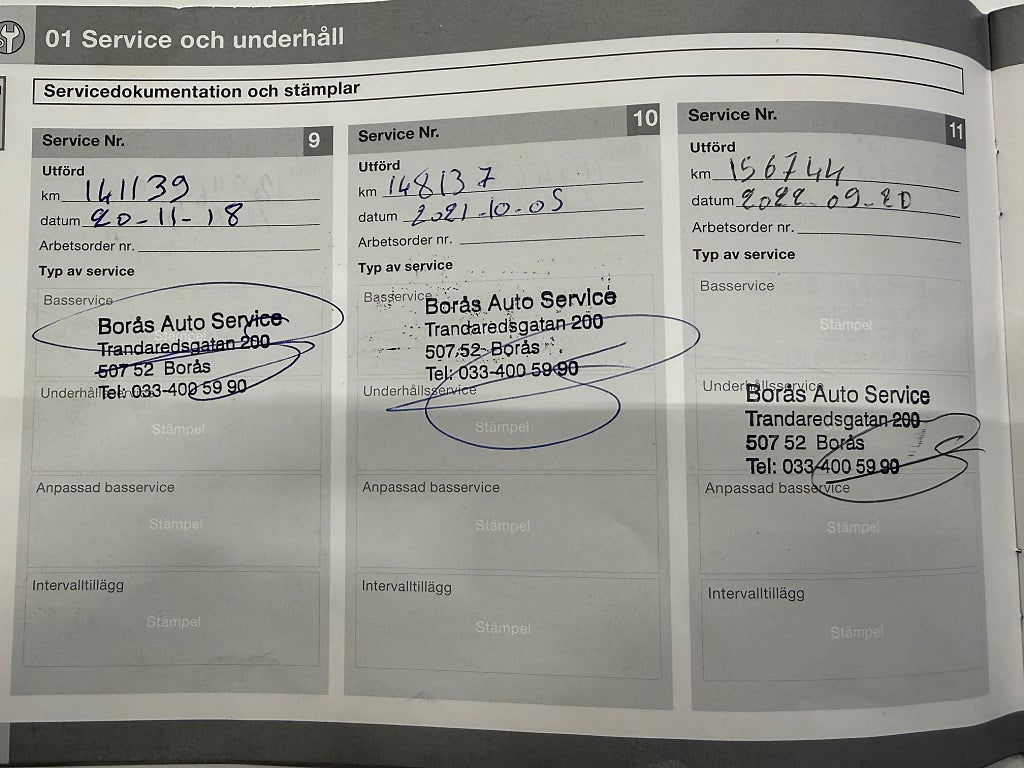 01 Service och underhåll
Servicedokumentation och stämplar
Service Nr. 9
Utförd
km 141139
datum 20-11-18
Arbetsorder nr.
Typ av service
Basservice
Borås Auto Service
Trandaredsgatan 200
507 52 Borås
Tel: 033-400 59 90
Underhållsservice
Stämpel
Anpassad basservice
Stämpel
Intervalltillägg
Stämpel
Service Nr. 10
Utförd
km 148137
datum 2021-10-05
Arbetsorder nr.
Typ av service
Basservice
Borås Auto Service
Trandaredsgatan 200
507 52 Borås
Tel: 033-400 59 90
Underhållsservice
Stämpel
Anpassad basservice
Stämpel
Intervalltillägg
Stämpel
Service Nr. 11
Utförd
km 156744
datum 2022-09-20
Arbetsorder nr.
Typ av service
Basservice
Stämpel
Underhållsservice
Borås Auto Service
Trandaredsgatan 200
507 52 Borås
Tel: 033-400 59 90
Anpassad basservice
Stämpel
Intervalltillägg
Stämpel